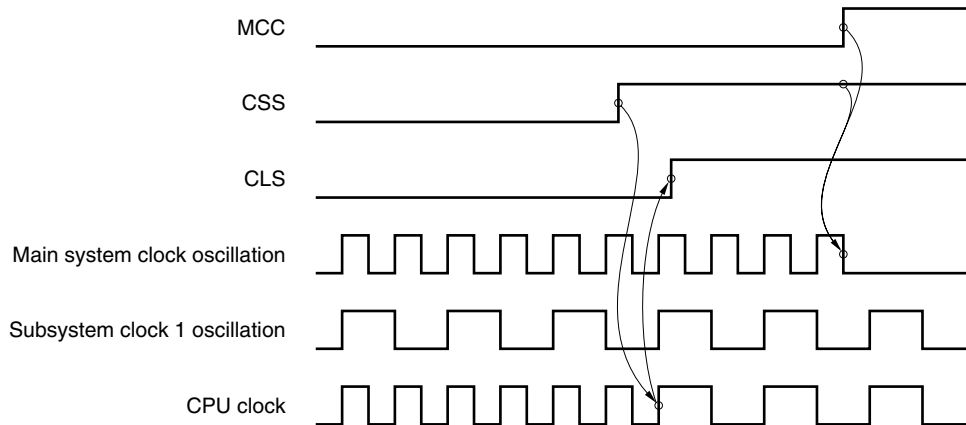 MCC
CSS
CLS
Main system clock oscillation
Subsystem clock 1 oscillation
CPU clock